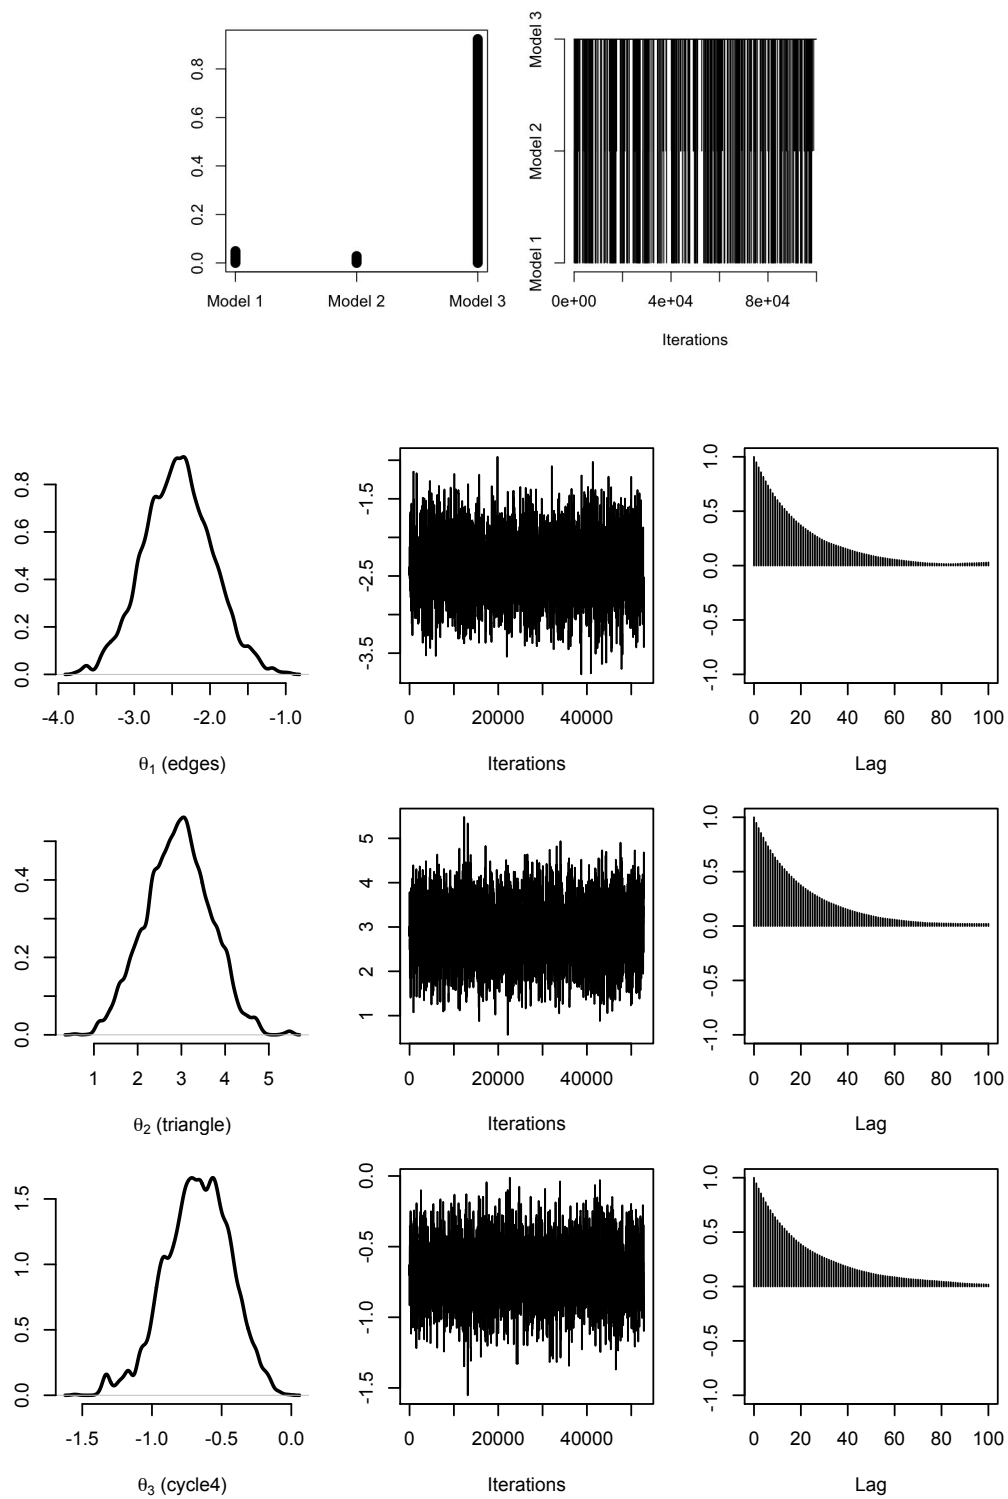 0.0 0.2 0.4 0.6 0.8
Model 1 Model 2 Model 3
Model 1 Model 2 Model 3
0e+00 4e+04 8e+04
Iterations
0.0 0.2 0.4 0.6 0.8
-4.0 -3.0 -2.0 -1.0
θ1 (edges)
-3.5 -2.5 -1.5
0 20000 40000
Iterations
-1.0 -0.5 0.0 0.5 1.0
0 20 40 60 80 100
Lag
0.0 0.2 0.4
1 2 3 4 5
θ2 (triangle)
1 2 3 4 5
0 20000 40000
Iterations
-1.0 -0.5 0.0 0.5 1.0
0 20 40 60 80 100
Lag
0.0 0.5 1.0 1.5
-1.5 -1.0 -0.5 0.0
θ3 (cycle4)
-1.5 -1.0 -0.5 0.0
0 20000 40000
Iterations
-1.0 -0.5 0.0 0.5 1.0
0 20 40 60 80 100
Lag